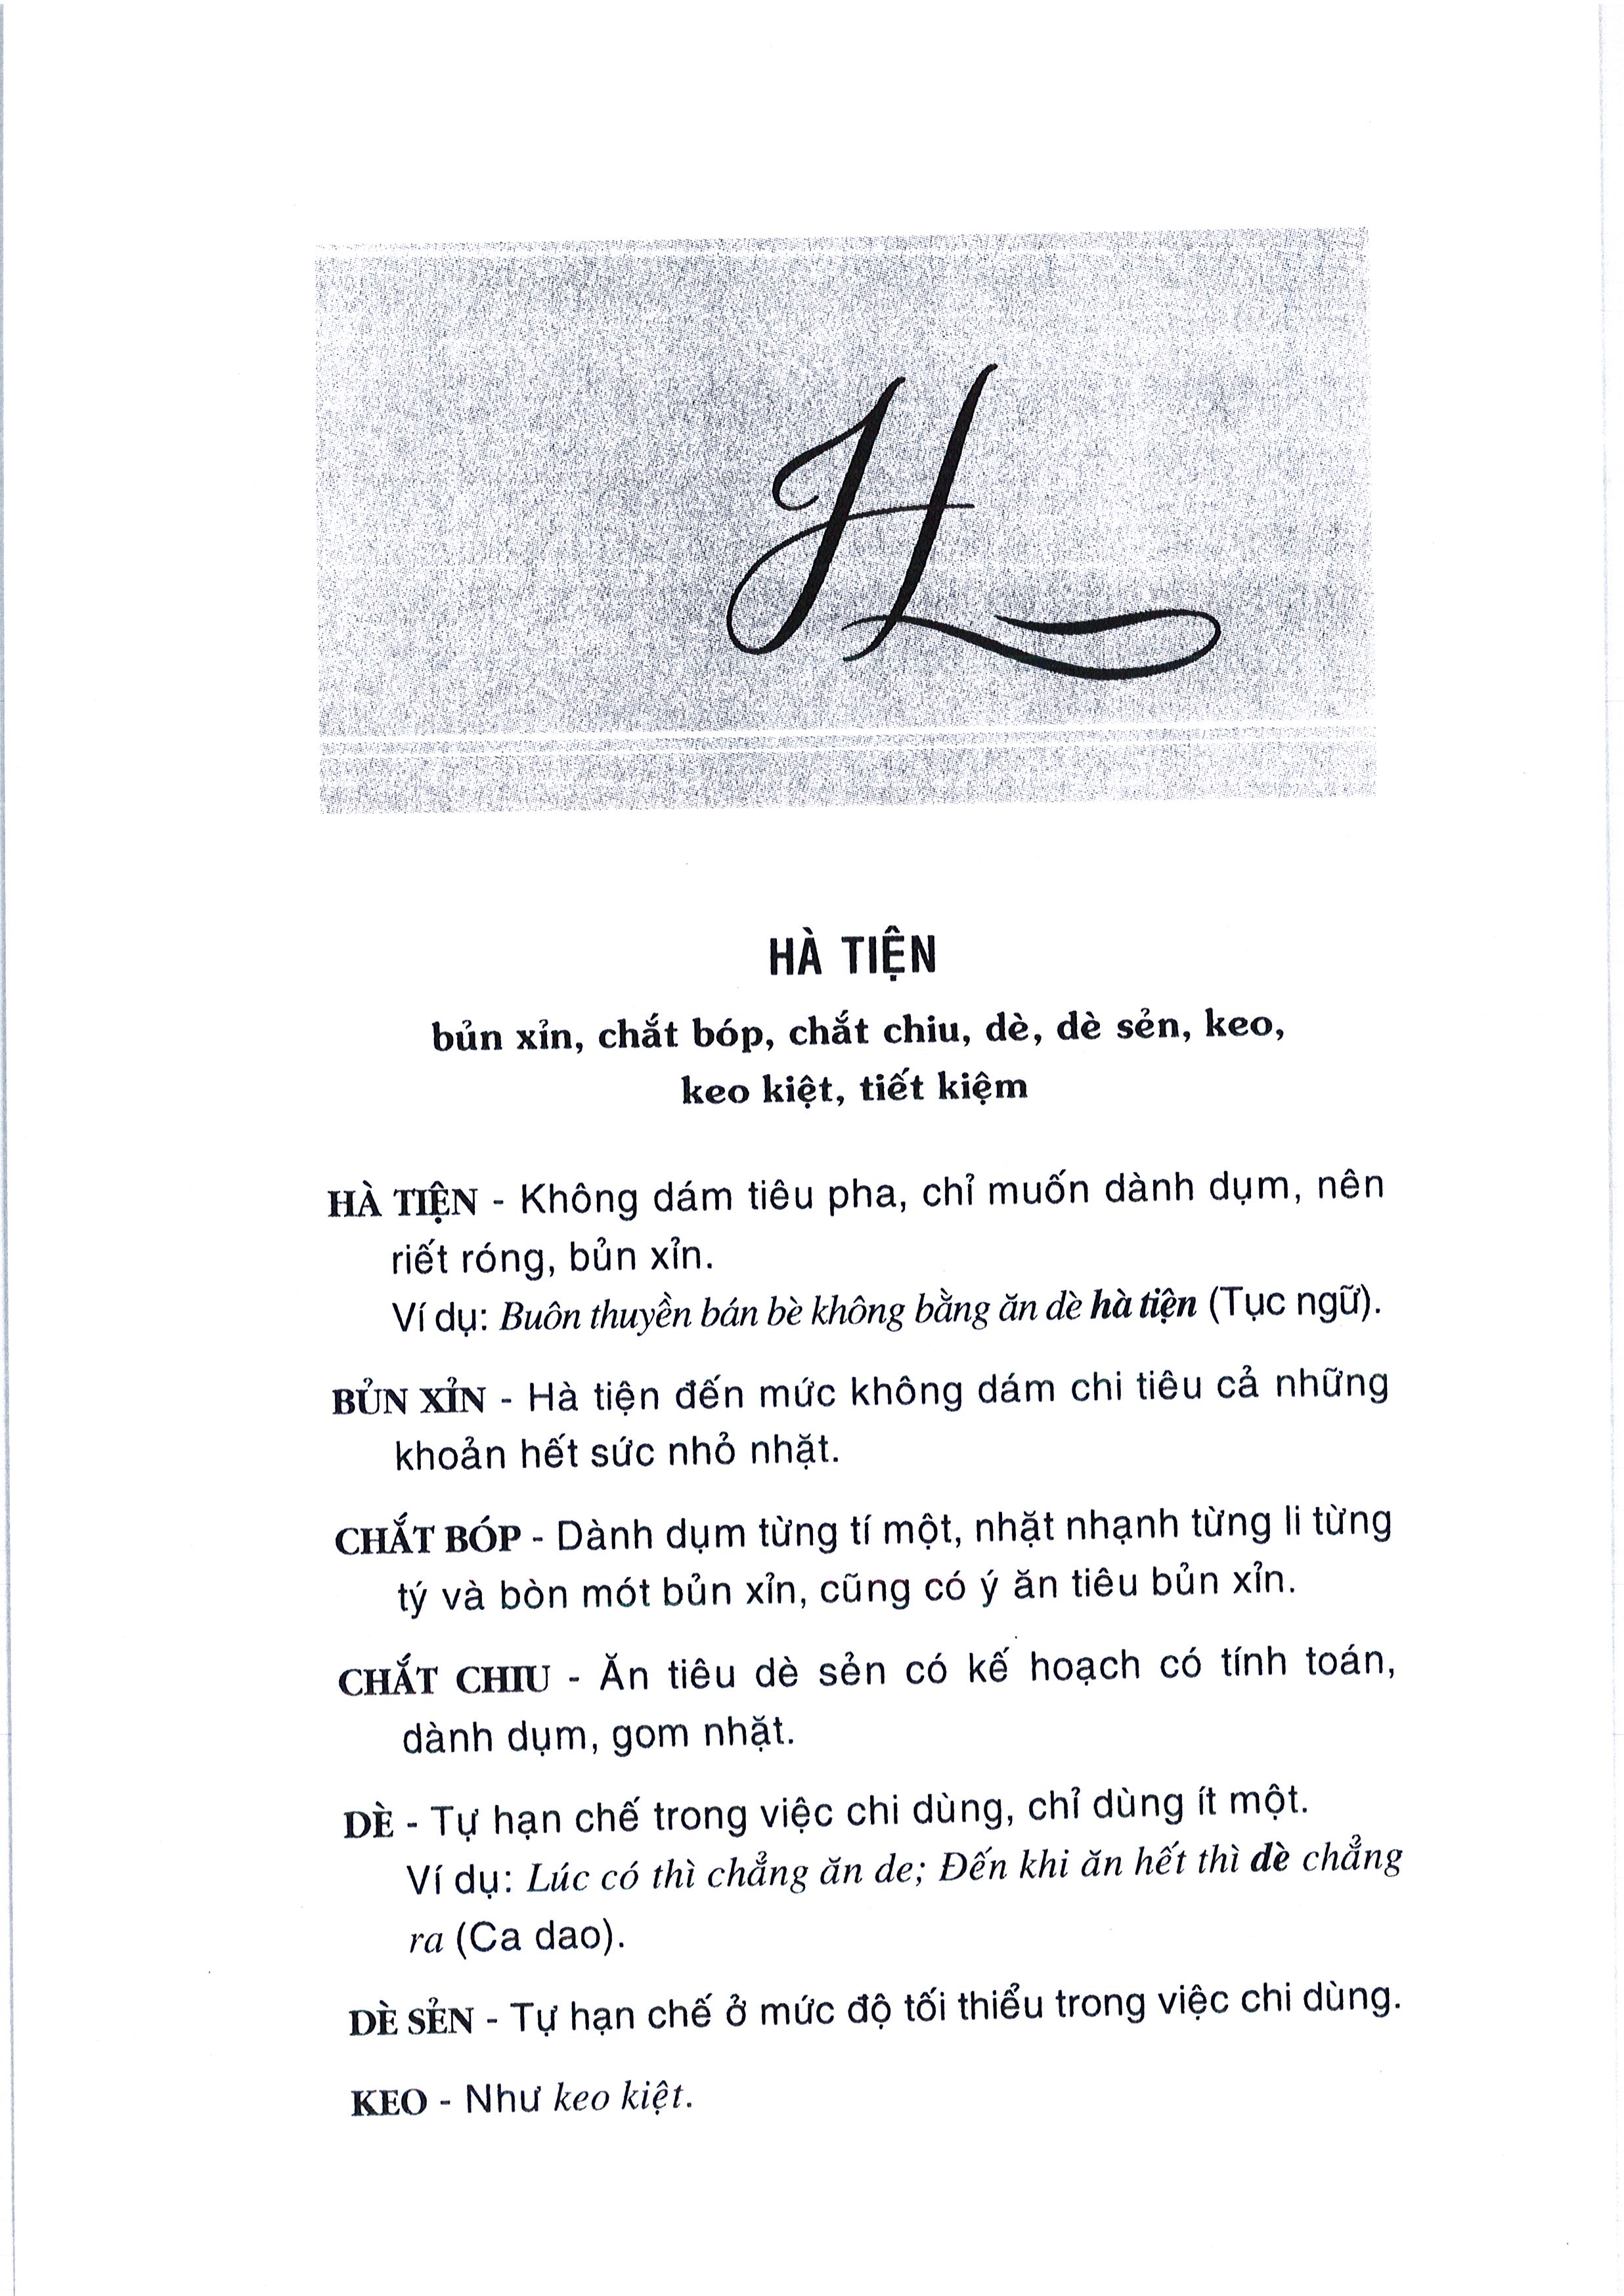 H
HÀ TIỆN
bủn xỉn, chắt bóp, chắt chiu, dè, dè sẻn, keo,
keo kiệt, tiết kiệm
HÀ TIỆN - Không dám tiêu pha, chỉ muốn dành dụm, nên
riết róng, bủn xỉn.
Ví dụ: Buôn thuyền bán bè không bằng ăn dè hà tiện (Tục ngữ).
BỦN XỈN - Hà tiện đến mức không dám chi tiêu cả những
khoản hết sức nhỏ nhặt.
CHẮT BÓP - Dành dụm từng tí một, nhặt nhạnh từng li từng
tý và bòn mót bủn xỉn, cũng có ý ăn tiêu bủn xỉn.
CHẮT CHIU - Ăn tiêu dè sẻn có kế hoạch có tính toán,
dành dụm, gom nhặt.
DÈ - Tự hạn chế trong việc chi dùng, chỉ dùng ít một.
Ví dụ: Lúc có thì chẳng ăn de; Đến khi ăn hết thì dè chẳng
ra (Ca dao).
DÈ SẺN - Tự hạn chế ở mức độ tối thiểu trong việc chi dùng.
KEO - Như keo kiệt.